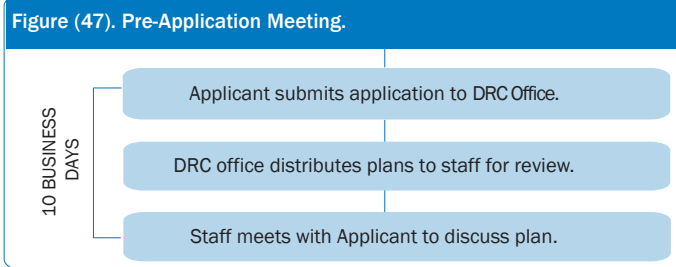 Figure (47). Pre-Application Meeting.
10 BUSINESS
DAYS
Applicant submits application to DRC Office.
DRC office distributes plans to staff for review.
Staff meets with Applicant to discuss plan.